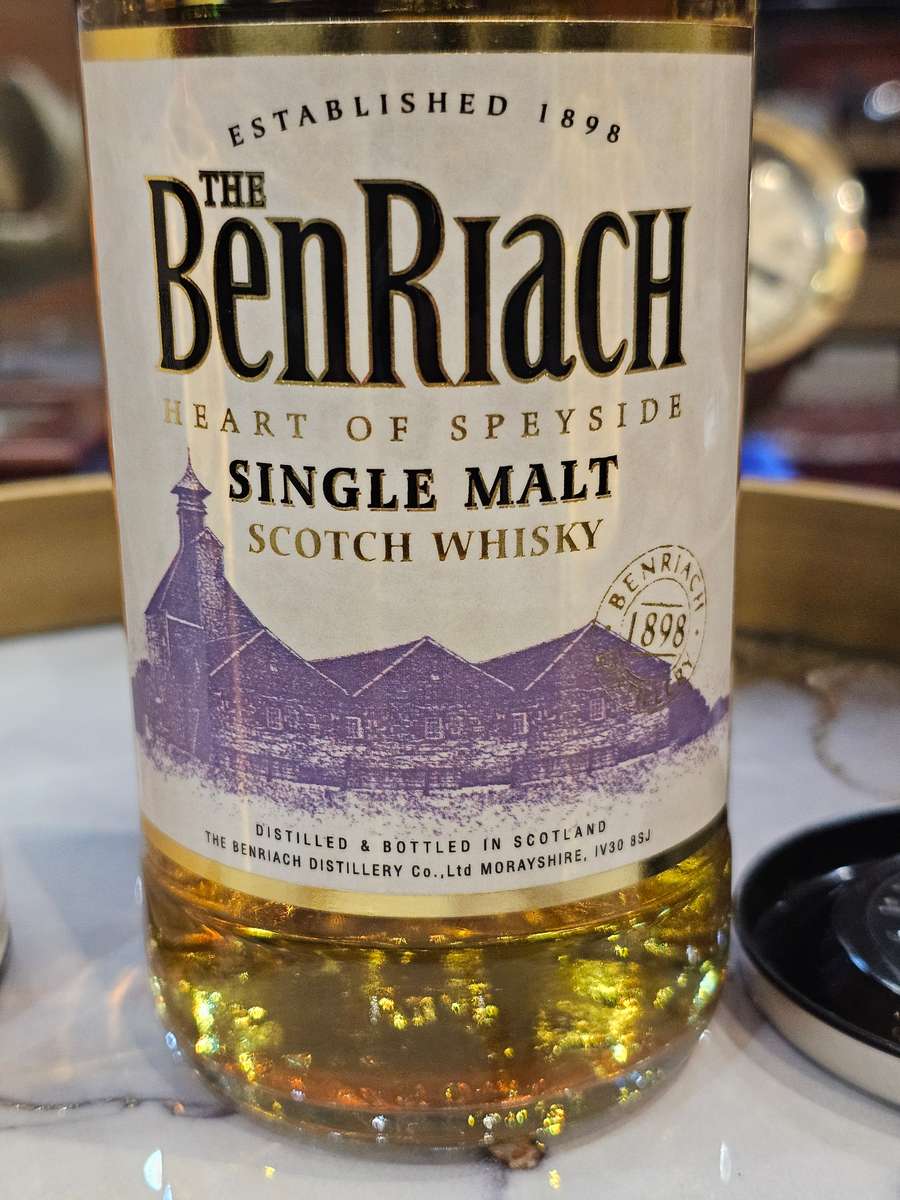 ESTABLISHED 1898
THE
BENRIACH
HEART OF SPEYSIDE
SINGLE MALT
SCOTCH WHISKY
BENRIACH
1898
DISTILLED & BOTTLED IN SCOTLAND
THE BENRIACH DISTILLERY Co.,Ltd MORAYSHIRE, IV30 8SJ